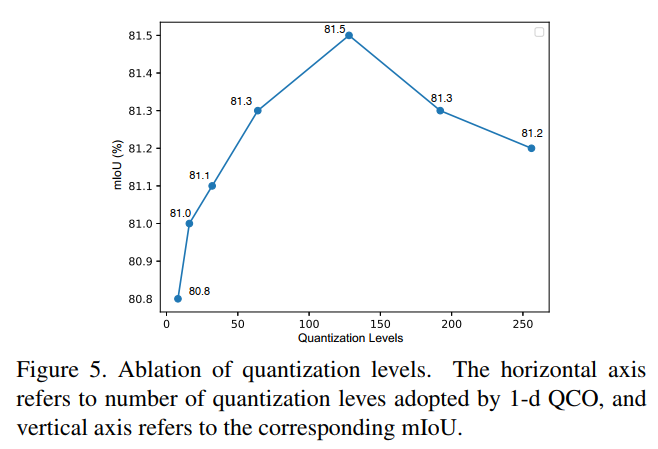 81.5
81.5
81.4
81.3
81.3
81.3
81.2
81.2
81.1
81.1
81.0
81.0
80.9
80.8
80.8
mIoU (%)
0 50 100 150 200 250
Quantization Levels
Figure 5. Ablation of quantization levels. The horizontal axis
refers to number of quantization leves adopted by 1-d QCO, and
vertical axis refers to the corresponding mIoU.